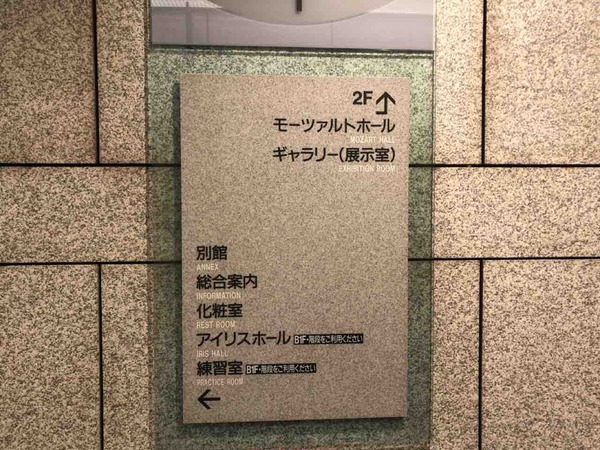 2F ↑
モーツァルトホール
MOZART HALL
ギャラリー(展示室)
EXHIBITION ROOM
別館
ANNEX
総合案内
INFORMATION
化粧室
REST ROOM
アイリスホール B1F・階段をご利用ください
IRIS HALL
練習室 B1F・階段をご利用ください
PRACTICE ROOM
←